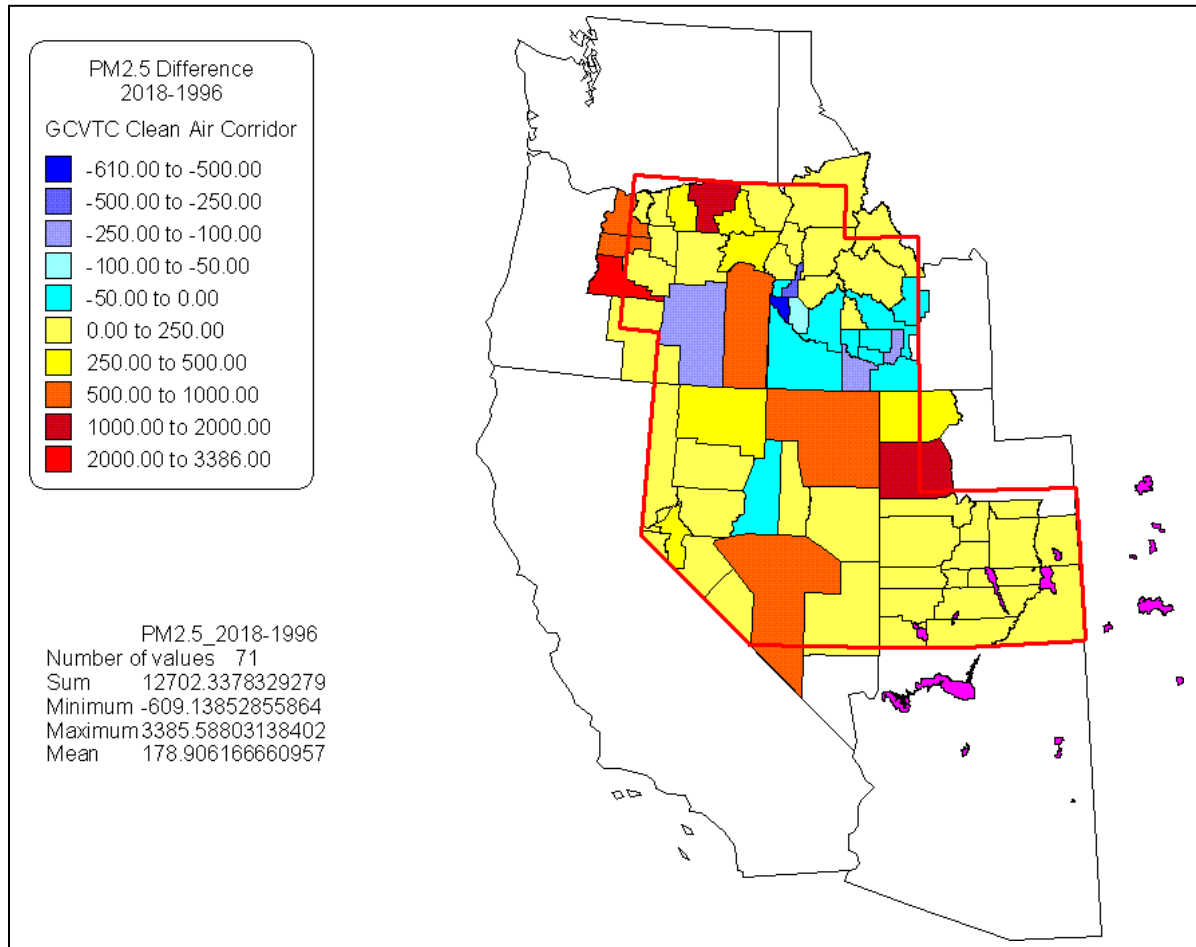 PM2.5 Difference
2018-1996
GCVTC Clean Air Corridor
-610.00 to -500.00
-500.00 to -250.00
-250.00 to -100.00
-100.00 to -50.00
-50.00 to 0.00
0.00 to 250.00
250.00 to 500.00
500.00 to 1000.00
1000.00 to 2000.00
2000.00 to 3386.00
PM2.5_2018-1996
Number of values 71
Sum 12702.3378329279
Minimum -609.13852855864
Maximum 3385.58803138402
Mean 178.906166660957